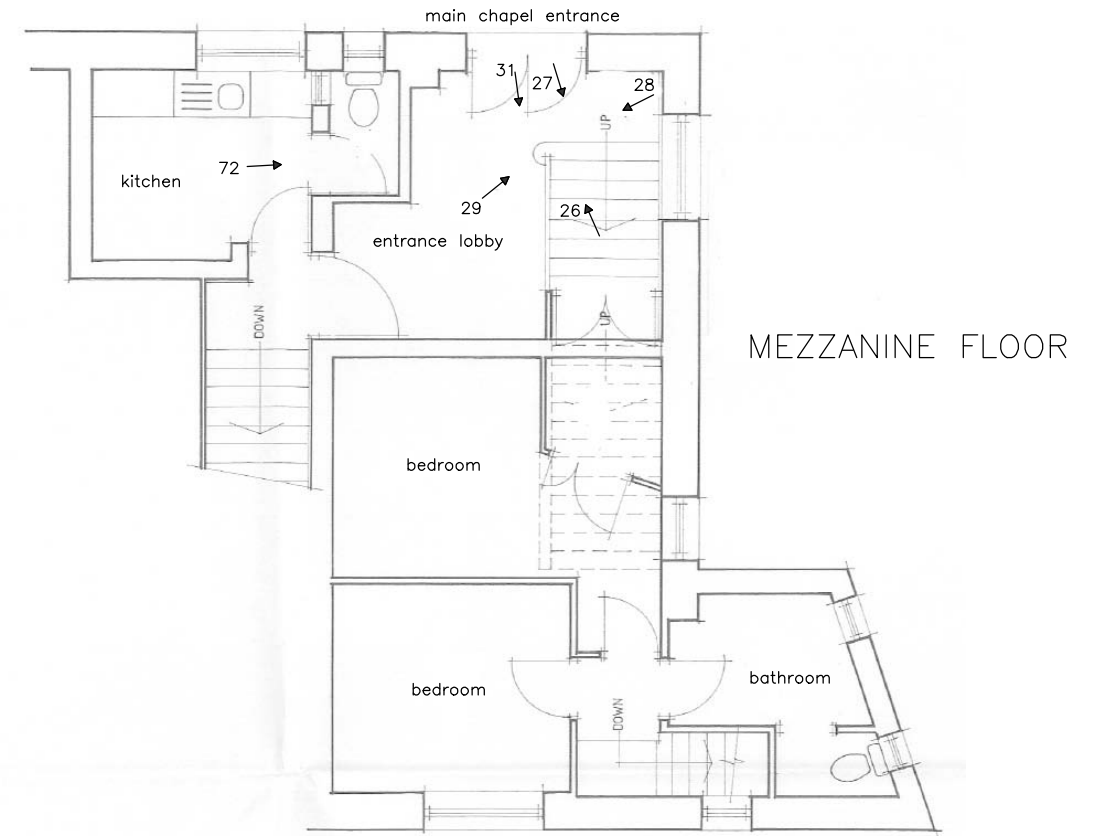 main chapel entrance
31
27
28
UP
72
kitchen
29
26
entrance lobby
DOWN
UP
MEZZANINE FLOOR
bedroom
bathroom
bedroom
DOWN